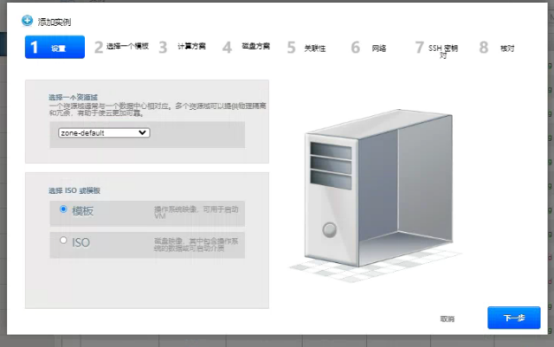 添加实例
1 设置
2 选择一个模板
3 计算方案
4 磁盘方案
5 关联性
6 网络
7 SSH 密钥
对
8 核对
选择一个资源域
一个资源域通常与一个数据中心相对应。多个资源域可以提供物理隔离
和冗余，有助于使云更加可靠。
zone-default
选择 ISO 或模板
模板
操作系统映像，可用于启动
VM
ISO
磁盘映像，其中包含操作系
统的数据或可启动介质
取消
下一步